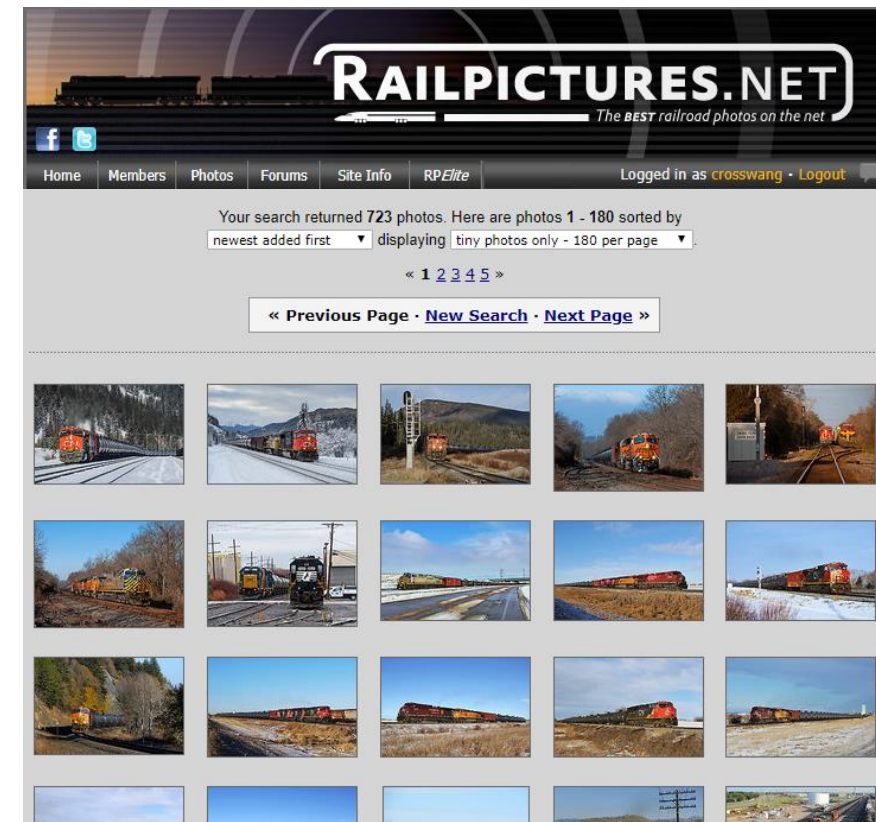 RAILPICTURES.NET
The BEST railroad photos on the net
f
Home Members Photos Forums Site Info RPElite Logged in as crosswang · Logout
Your search returned 723 photos. Here are photos 1 - 180 sorted by
newest added first ▼ displaying tiny photos only - 180 per page ▼ .
« 1 2 3 4 5 »
« Previous Page · New Search · Next Page »